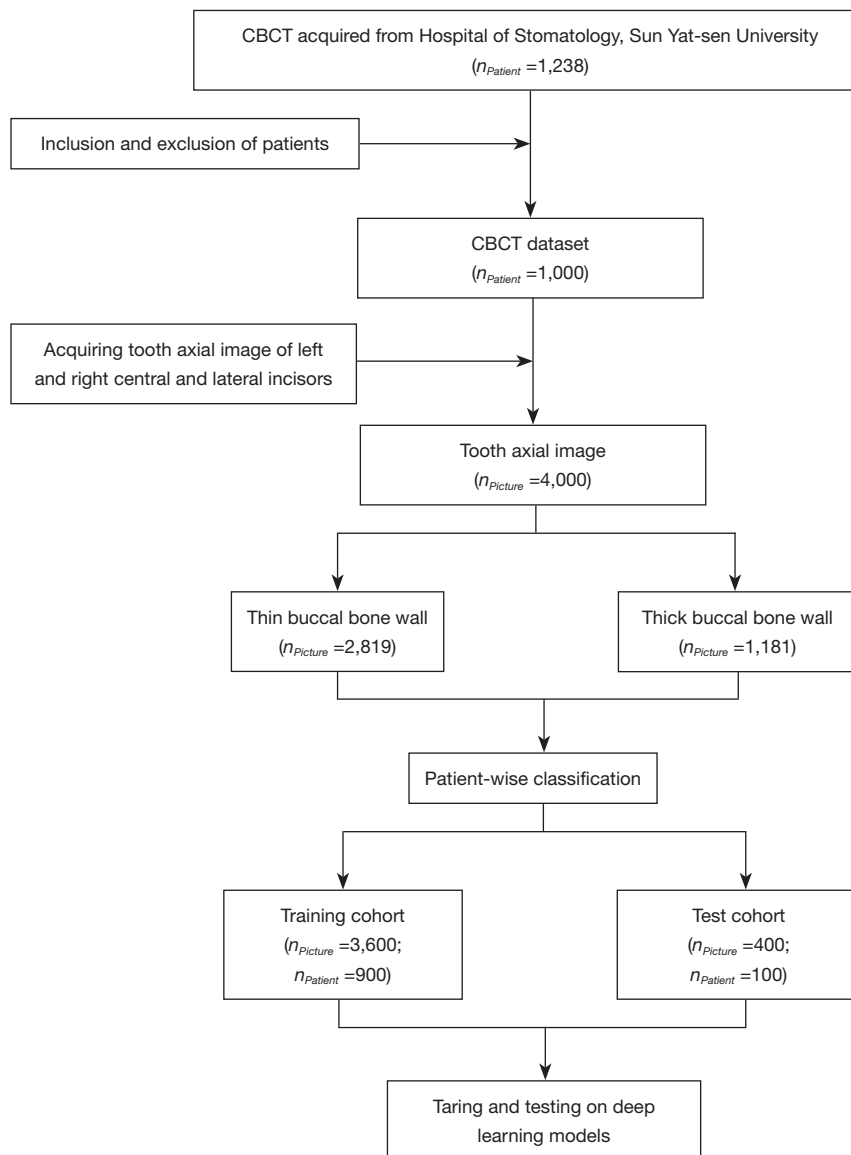 CBCT acquired from Hospital of Stomatology, Sun Yat-sen University
(nPatient =1,238)
Inclusion and exclusion of patients
CBCT dataset
(nPatient =1,000)
Acquiring tooth axial image of left
and right central and lateral incisors
Tooth axial image
(nPicture =4,000)
Thin buccal bone wall
(nPicture =2,819)
Thick buccal bone wall
(nPicture =1,181)
Patient-wise classification
Training cohort
(nPicture =3,600;
nPatient =900)
Test cohort
(nPicture =400;
nPatient =100)
Taring and testing on deep
learning models